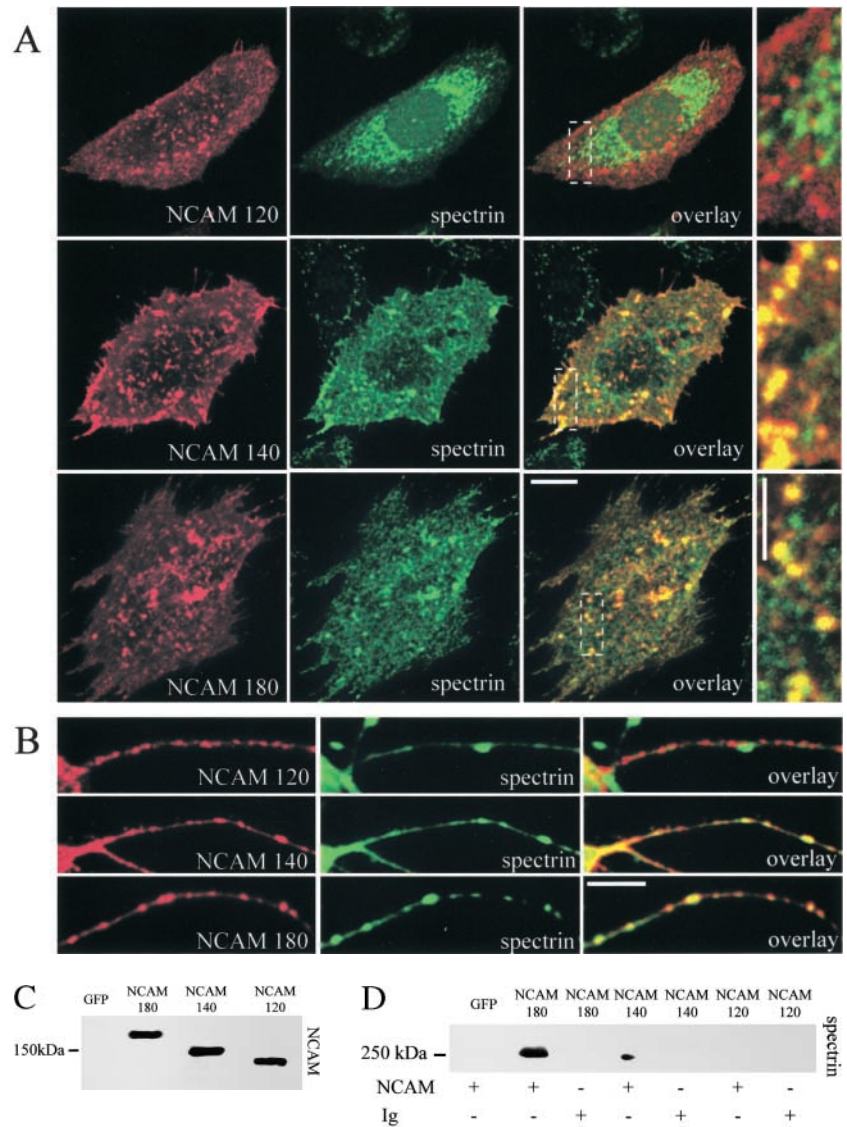 A
NCAM 120
spectrin
overlay
NCAM 140
spectrin
overlay
NCAM 180
spectrin
overlay
B
NCAM 120
spectrin
overlay
NCAM 140
spectrin
overlay
NCAM 180
spectrin
overlay
C
GFP NCAM 180 NCAM 140 NCAM 120
150kDa
NCAM
D
GFP NCAM 180 NCAM 180 NCAM 140 NCAM 140 NCAM 120 NCAM 120
250 kDa
spectrin
NCAM + + - + - + -
Ig - - + - + - +